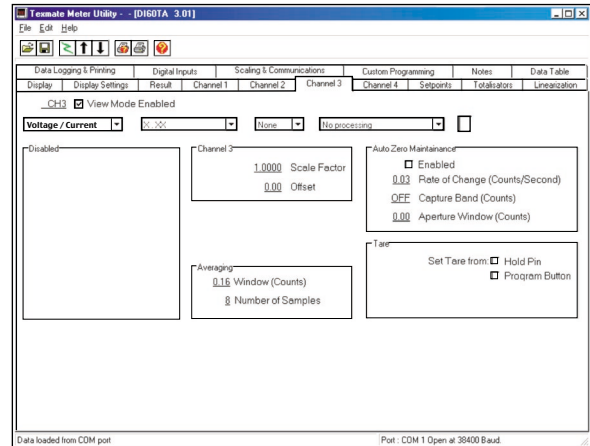 Texmate Meter Utility - - [DI60TA 3.01]
File Edit Help
Data Logging & Printing Digital Inputs Scaling & Communications Custom Programming Notes Data Table
Display Display Settings Result Channel 1 Channel 2 Channel 3 Channel 4 Setpoints Totalisators Linearization
CH3 View Mode Enabled
Voltage / Current X.XX None No processing
Disabled
Channel 3
1.0000 Scale Factor
0.00 Offset
Auto Zero Maintainance
Enabled
0.03 Rate of Change (Counts/Second)
OFF Capture Band (Counts)
0.00 Aperture Window (Counts)
Averaging
0.16 Window (Counts)
8 Number of Samples
Tare
Set Tare from: Hold Pin
Program Button
Data loaded from COM port Port : COM 1 Open at 38400 Baud.